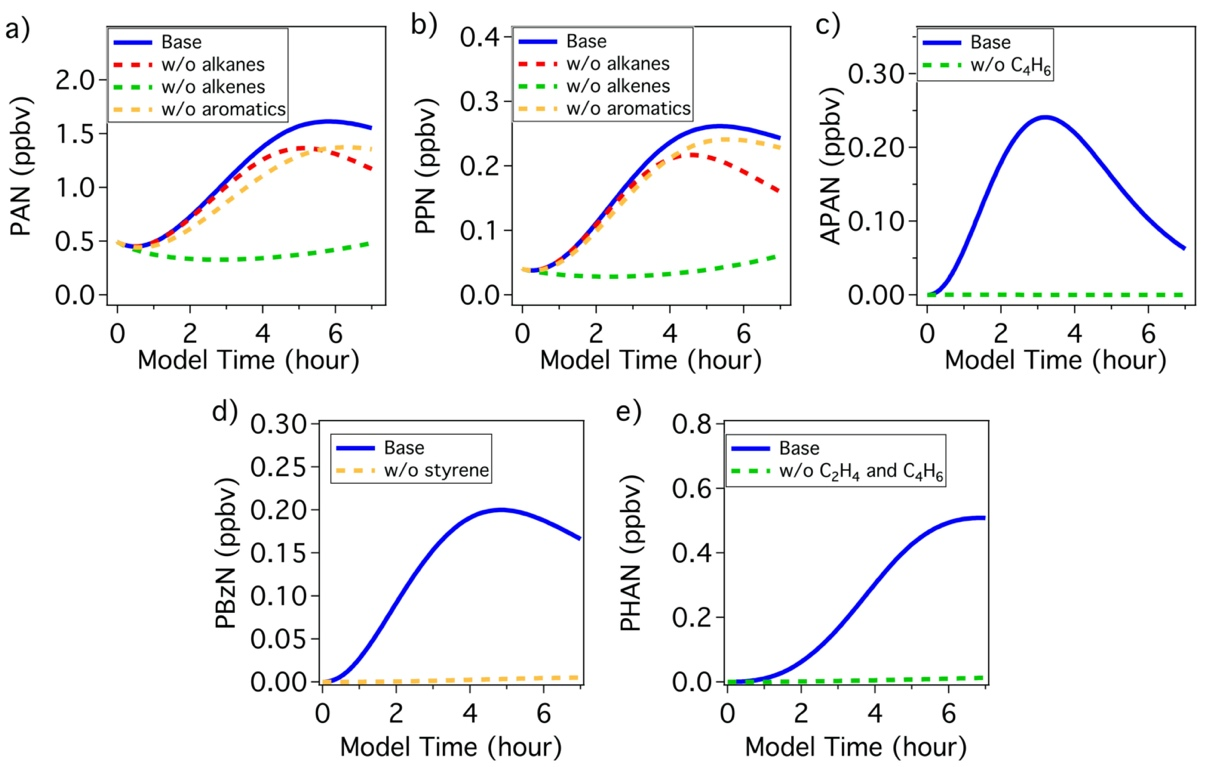 a)
Base
w/o alkanes
w/o alkenes
w/o aromatics
PAN (ppbv)
2.0
1.5
1.0
0.5
0.0
0 2 4 6
Model Time (hour)
b)
Base
w/o alkanes
w/o alkenes
w/o aromatics
PPN (ppbv)
0.4
0.3
0.2
0.1
0.0
0 2 4 6
Model Time (hour)
c)
Base
w/o C₄H₆
APAN (ppbv)
0.30
0.20
0.10
0.00
0 2 4 6
Model Time (hour)
d)
Base
w/o styrene
PBzN (ppbv)
0.30
0.25
0.20
0.15
0.10
0.05
0.00
0 2 4 6
Model Time (hour)
e)
Base
w/o C₂H₄ and C₄H₆
PHAN (ppbv)
0.8
0.6
0.4
0.2
0.0
0 2 4 6
Model Time (hour)